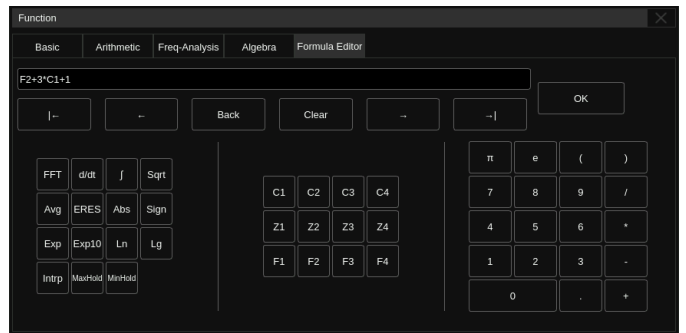 Function
Basic Arithmetic Freq-Analysis Algebra Formula Editor
F2+3*C1+1
OK
|← ← Back Clear → →|
FFT d/dt ∫ Sqrt
Avg ERES Abs Sign
Exp Exp10 Ln Lg
Intrp MaxHold MinHold
C1 C2 C3 C4
Z1 Z2 Z3 Z4
F1 F2 F3 F4
π e ( )
7 8 9 /
4 5 6 *
1 2 3 -
0 . +